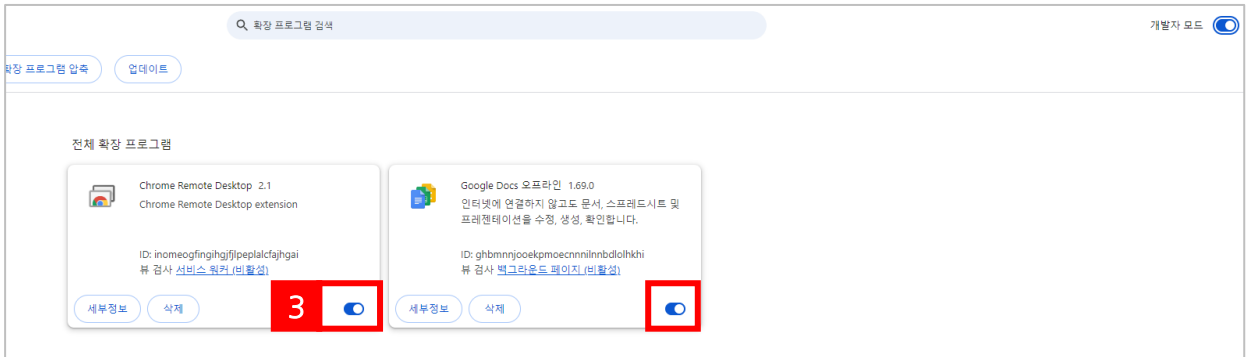 확장 프로그램 검색
개발자 모드
확장 프로그램 압축
업데이트
전체 확장 프로그램
Chrome Remote Desktop 2.1
Chrome Remote Desktop extension
ID: inomeogfingihgjfjlpeplalcfajhgai
뷰 검사 서비스 워커 (비활성)
세부정보
삭제
3
Google Docs 오프라인 1.69.0
인터넷에 연결하지 않고도 문서, 스프레드시트 및
프레젠테이션을 수정, 생성, 확인합니다.
ID: ghbmnnjooekpmoecnnnilnnbdlolhkhi
뷰 검사 백그라운드 페이지 (비활성)
세부정보
삭제